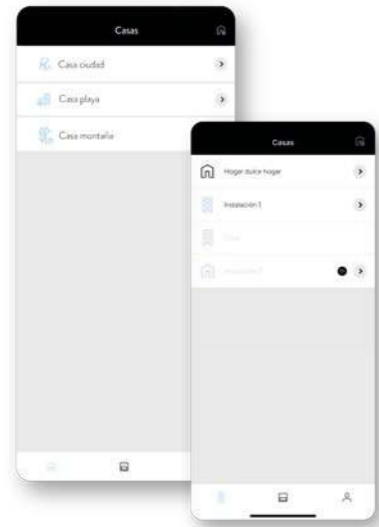 Casas
Casa ciudad
Casa playa
Casa montaña
Casas
Hogar dulce hogar
Instalación 1